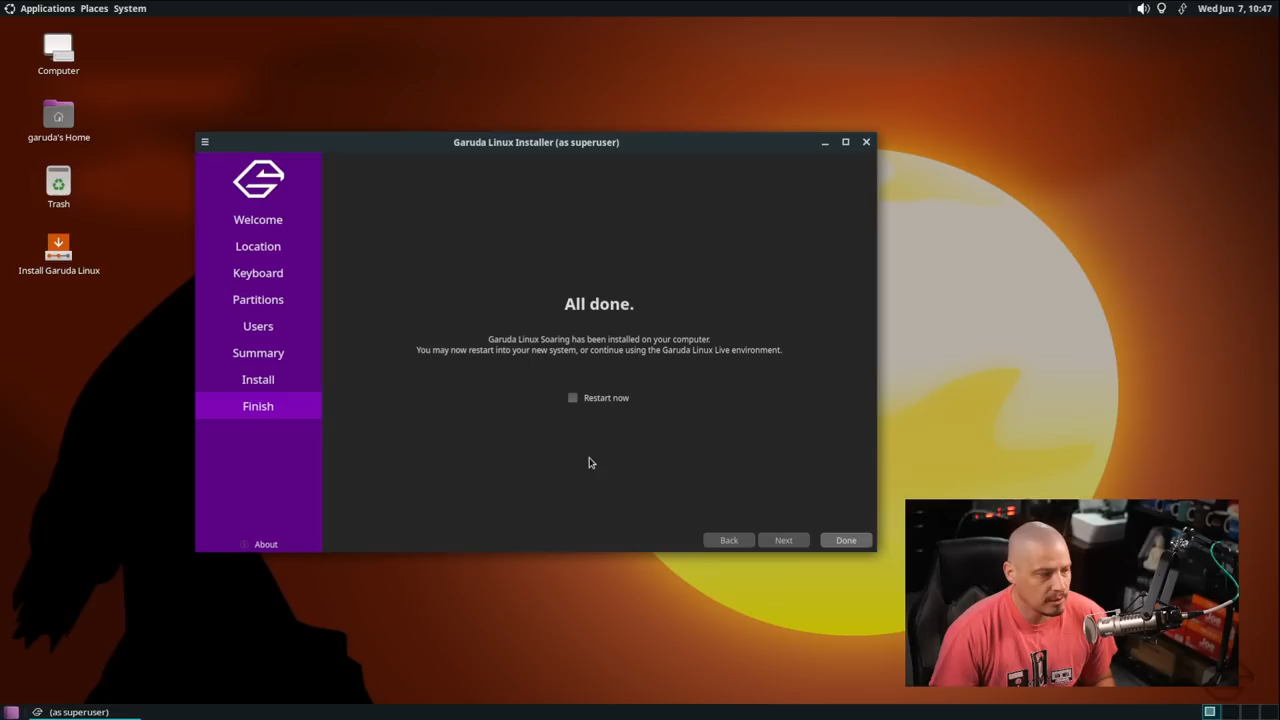 Applications Places System
Wed Jun 7, 10:47
Computer
garuda's Home
Trash
Install Garuda Linux
Garuda Linux Installer (as superuser)
Welcome
Location
Keyboard
Partitions
Users
Summary
Install
Finish
About
All done.
Garuda Linux Soaring has been installed on your computer.
You may now restart into your new system, or continue using the Garuda Linux Live environment.
Restart now
Back Next Done
(as superuser)